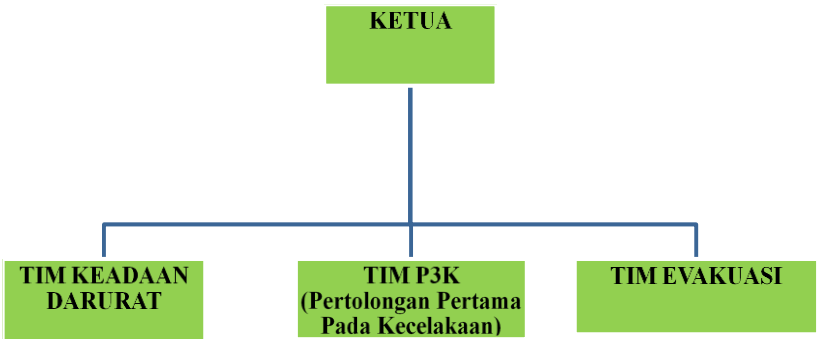 KETUA
TIM KEADAAN
DARURAT
TIM P3K
(Pertolongan Pertama
Pada Kecelakaan)
TIM EVAKUASI